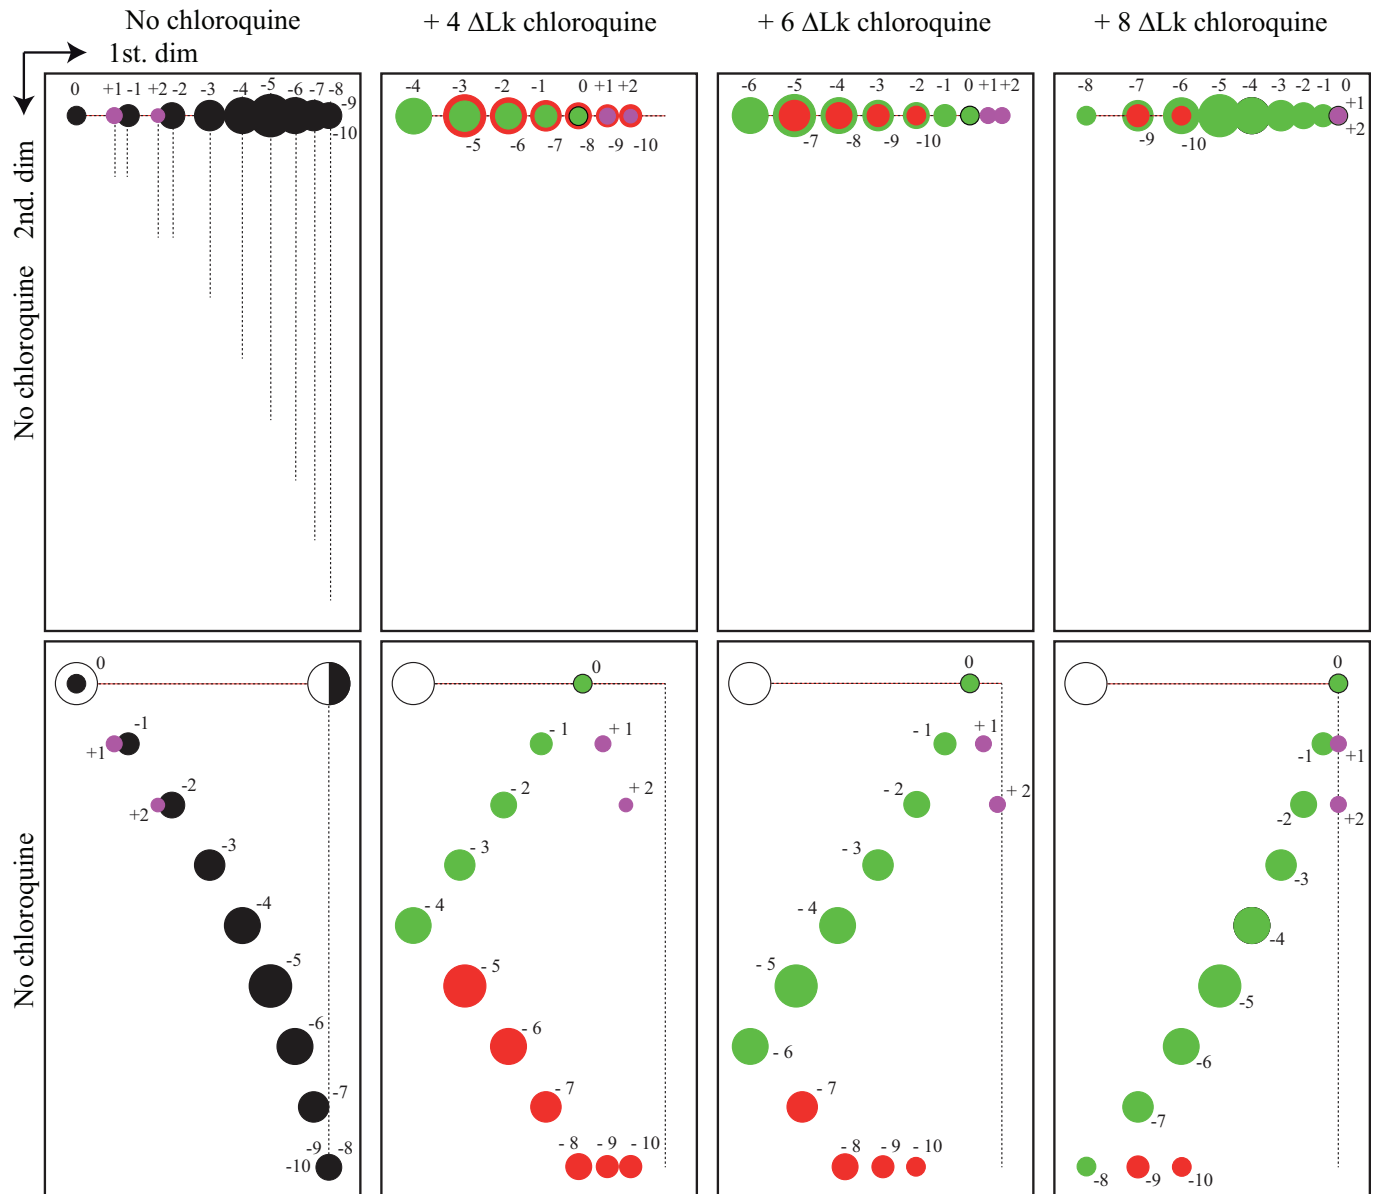 No chloroquine
+ 4 ΔLk chloroquine
+ 6 ΔLk chloroquine
+ 8 ΔLk chloroquine
1st. dim
2nd. dim
No chloroquine
0 +1 -1 +2 -2 -3 -4 -5 -6 -7 -8
-9
-10
-4 -3 -2 -1 0 +1 +2
-5 -6 -7 -8 -9 -10
-6 -5 -4 -3 -2 -1 0 +1 +2
-7 -8 -9 -10
-8 -7 -6 -5 -4 -3 -2 -1 0
+1
+2
-9 -10
No chloroquine
0
-1
+1
-2
+2
-3
-4
-5
-6
-7
-9 -8
-10
0
- 1 + 1
- 2 + 2
- 3
- 4
- 5
- 6
- 7
- 8 - 9 - 10
0
- 1 + 1
- 2 + 2
- 3
- 4
- 5
- 6
- 7
- 8 - 9 - 10
0
-1 +1
-2 +2
-3
-4
-5
-6
-7
-8 -9 -10